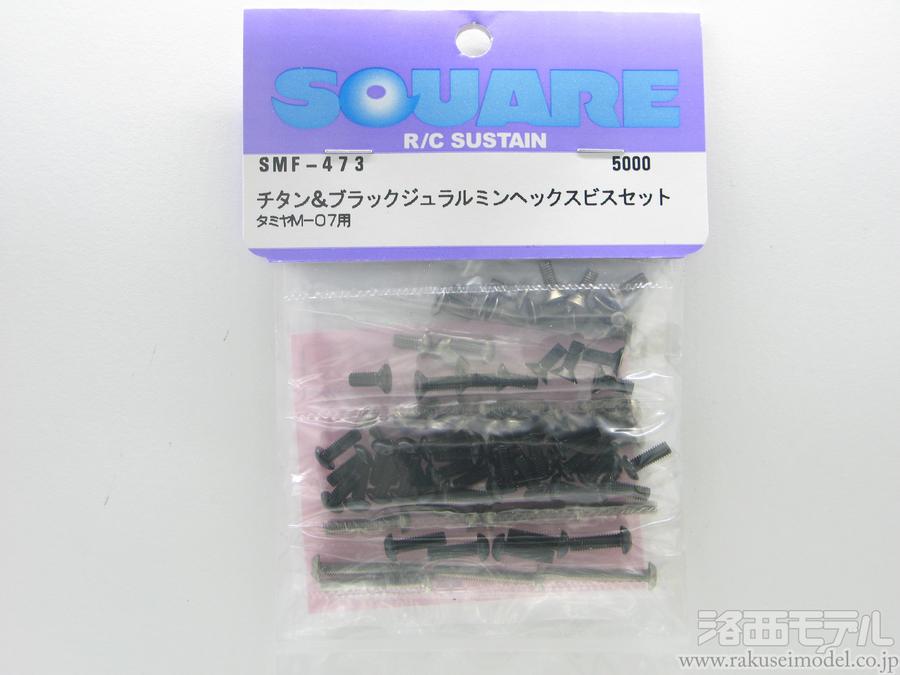 SQUARE
R/C SUSTAIN
SMF-473 5000
チタン&ブラックジュラルミンヘックスビスセット
タミヤM-07用
洛西モデル
www.rakuseimodel.co.jp